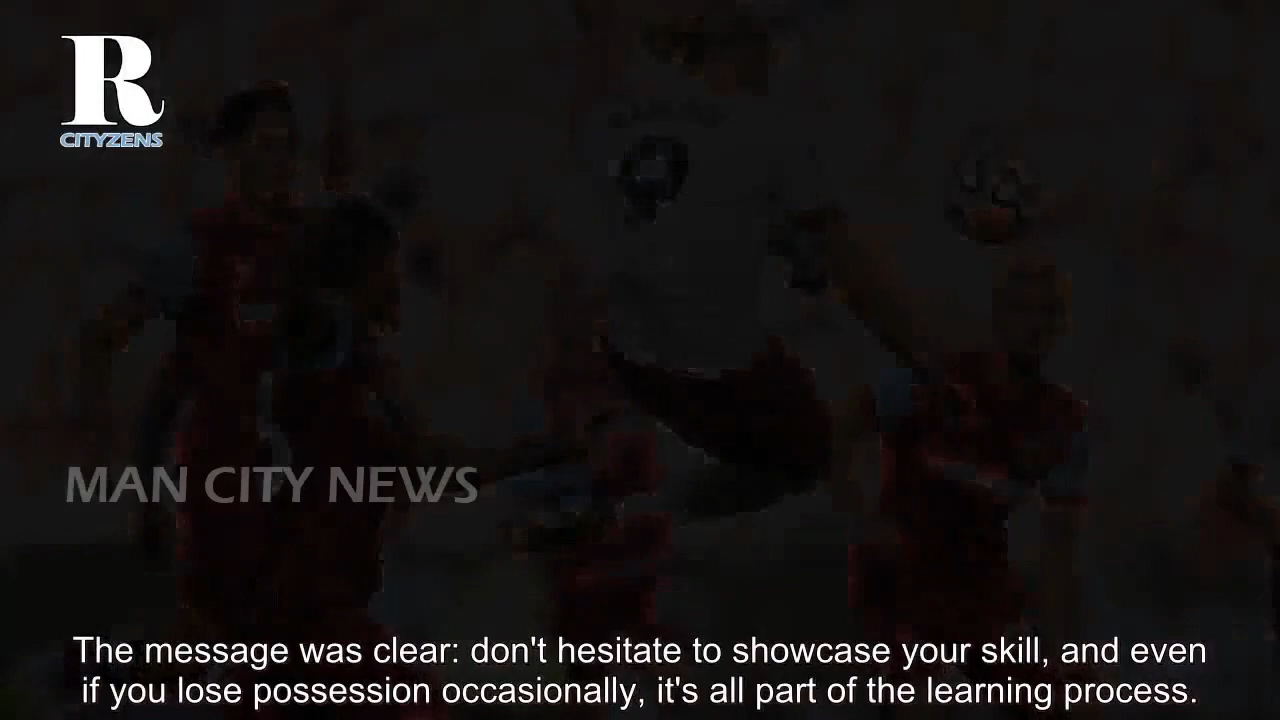 R
CITYZENS
MAN CITY NEWS
The message was clear: don't hesitate to showcase your skill, and even
if you lose possession occasionally, it's all part of the learning process.